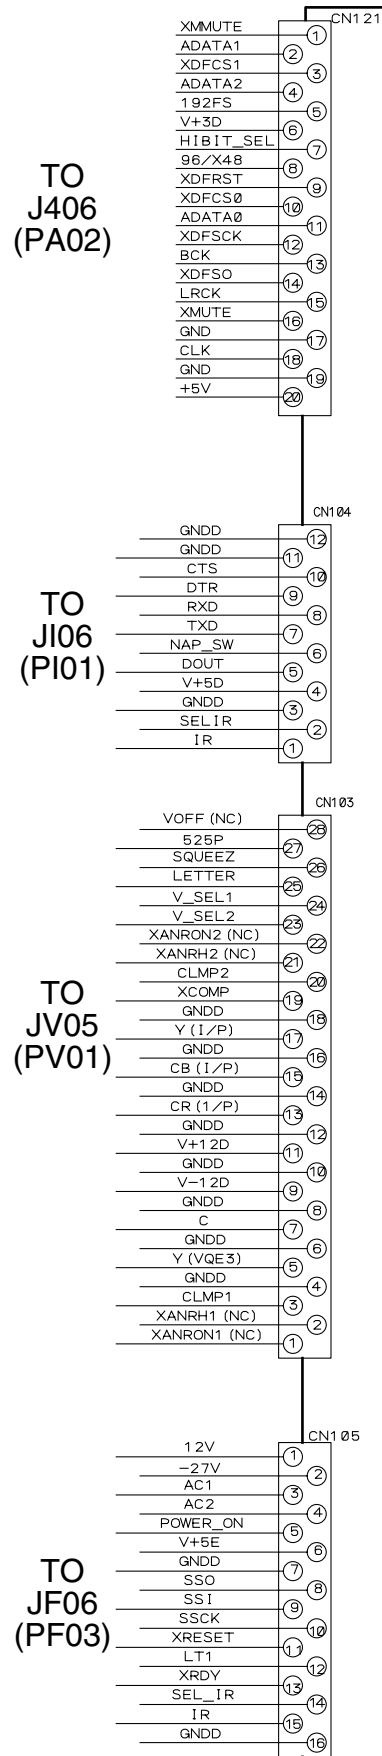 CN121
XMMUTE 1
ADATA1 2
XDFCS1 3
ADATA2 4
192FS 5
V+3D 6
HIBIT_SEL 7
96/X48 8
XDFRST 9
XDFCS0 10
ADATA0 11
XDFSCK 12
BCK 13
XDFSO 14
LRCK 15
XMUTE 16
GND 17
CLK 18
GND 19
+5V 20
TO
J406
(PA02)
CN104
GNDD 12
GNDD 11
CTS 10
DTR 9
RXD 8
TXD 7
NAP_SW 6
DOUT 5
V+5D 4
GNDD 3
SELIR 2
IR 1
TO
JI06
(PI01)
CN103
VOFF (NC) 28
525P 27
SQUEEZ 26
LETTER 25
V_SEL1 24
V_SEL2 23
XANRON2 (NC) 22
XANRH2 (NC) 21
CLMP2 20
XCOMP 19
GNDD 18
Y (I/P) 17
GNDD 16
CB (I/P) 15
GNDD 14
CR (1/P) 13
GNDD 12
V+12D 11
GNDD 10
V-12D 9
GNDD 8
C 7
GNDD 6
Y (VQE3) 5
GNDD 4
CLMP1 3
XANRH1 (NC) 2
XANRON1 (NC) 1
TO
JV05
(PV01)
CN105
12V 1
-27V 2
AC1 3
AC2 4
POWER_ON 5
V+5E 6
GNDD 7
SSO 8
SSI 9
SSCK 10
XRESET 11
LT1 12
XRDY 13
SEL_IR 14
IR 15
GNDD 16
TO
JF06
(PF03)